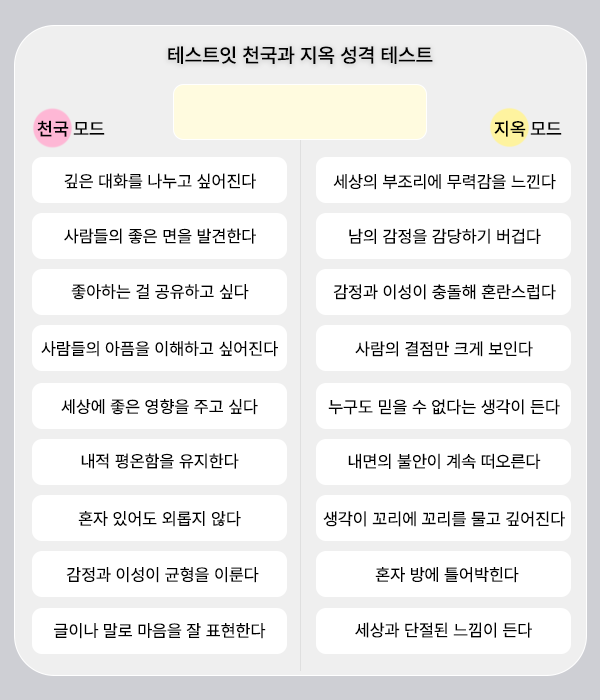 테스트잇 천국과 지옥 성격 테스트
천국 모드
지옥 모드
깊은 대화를 나누고 싶어진다
세상의 부조리에 무력감을 느낀다
사람들의 좋은 면을 발견한다
남의 감정을 감당하기 버겁다
좋아하는 걸 공유하고 싶다
감정과 이성이 충돌해 혼란스럽다
사람들의 아픔을 이해하고 싶어진다
사람의 결점만 크게 보인다
세상에 좋은 영향을 주고 싶다
누구도 믿을 수 없다는 생각이 든다
내적 평온함을 유지한다
내면의 불안이 계속 떠오른다
혼자 있어도 외롭지 않다
생각이 꼬리에 꼬리를 물고 깊어진다
감정과 이성이 균형을 이룬다
혼자 방에 틀어박힌다
글이나 말로 마음을 잘 표현한다
세상과 단절된 느낌이 든다